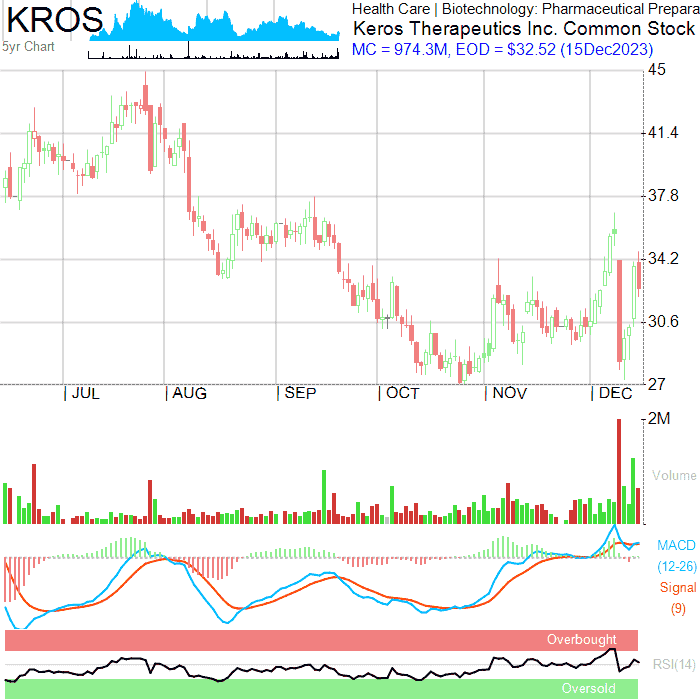 KROS
5yr Chart
Health Care | Biotechnology: Pharmaceutical Prepara
Keros Therapeutics Inc. Common Stock
MC = 974.3M, EOD = $32.52 (15Dec2023)
45
41.4
37.8
34.2
30.6
27
| JUL | AUG | SEP | OCT | NOV | DEC
2M
Volume
MACD
(12-26)
Signal
(9)
Overbought
RSI(14)
Oversold